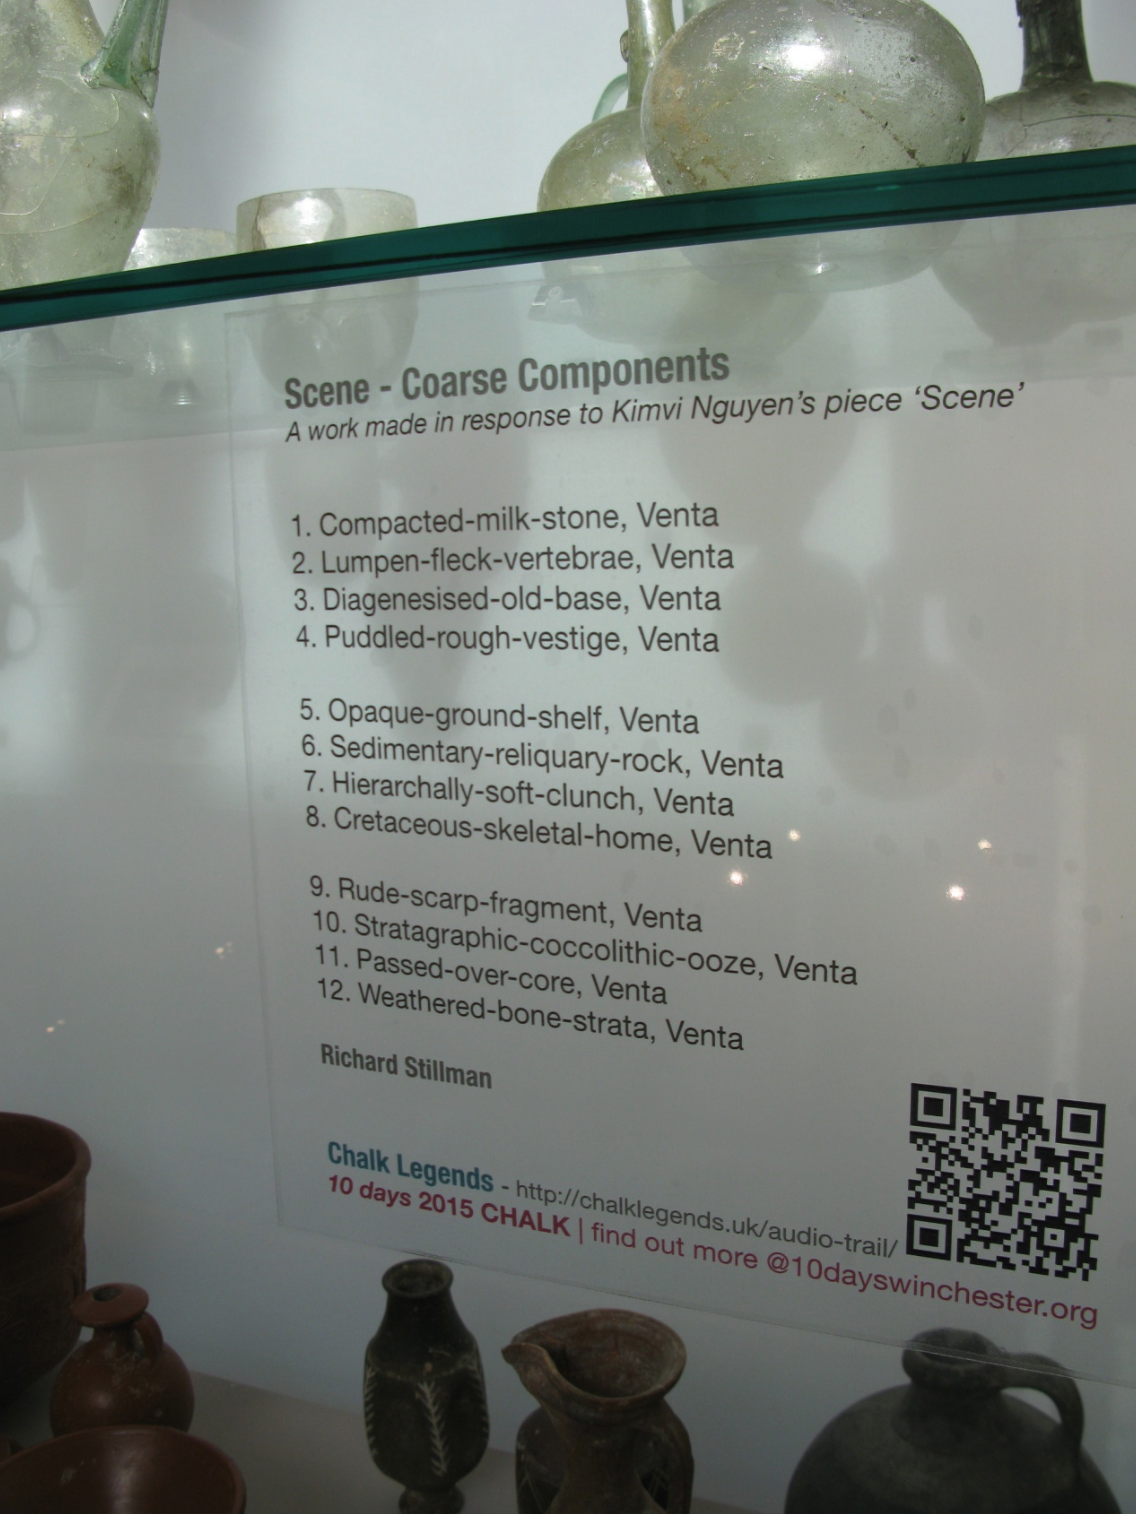 Scene - Coarse Components
A work made in response to Kimvi Nguyen's piece ‘Scene’
1. Compacted-milk-stone, Venta
2. Lumpen-fleck-vertebrae, Venta
3. Diagenesised-old-base, Venta
4. Puddled-rough-vestige, Venta
5. Opaque-ground-shelf, Venta
6. Sedimentary-reliquary-rock, Venta
7. Hierarchally-soft-clunch, Venta
8. Cretaceous-skeletal-home, Venta
9. Rude-scarp-fragment, Venta
10. Stratagraphic-coccolithic-ooze, Venta
11. Passed-over-core, Venta
12. Weathered-bone-strata, Venta
Richard Stillman
Chalk Legends - http://chalklegends.uk/audio-trail/
10 days 2015 CHALK | find out more @10dayswinchester.org